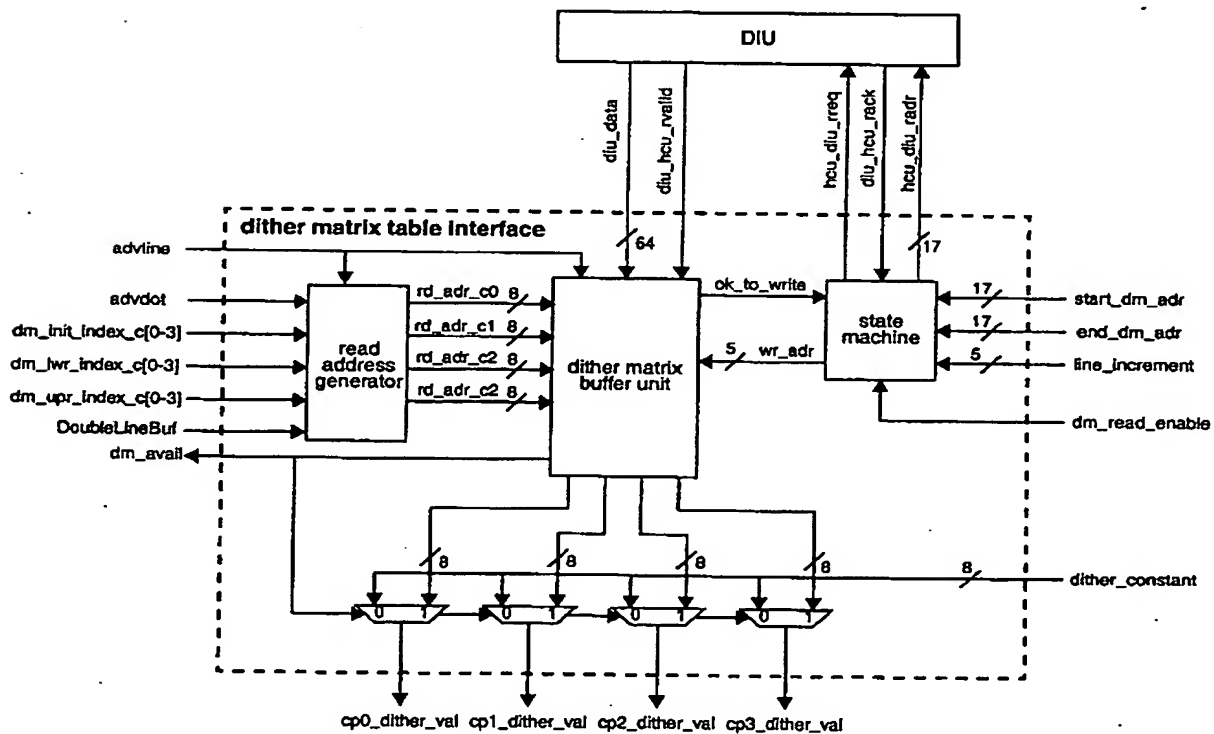 DIU
diu_data
diu_hcu_rvalid
hcu_diu_rreq
diu_hcu_rack
hcu_diu_radr
dither matrix table interface
64
17
advline
advdot
dm_init_index_c[0-3]
dm_lwr_index_c[0-3]
dm_upr_index_c[0-3]
DoubleLineBuf
dm_avail
read
address
generator
rd_adr_c0 8
rd_adr_c1 8
rd_adr_c2 8
rd_adr_c2 8
dither matrix
buffer unit
ok_to_write
5 wr_adr
state
machine
17 start_dm_adr
17 end_dm_adr
5 line_increment
dm_read_enable
8 8 8 8
8 dither_constant
0 1 0 1 0 1 0 1
cp0_dither_val cp1_dither_val cp2_dither_val cp3_dither_val